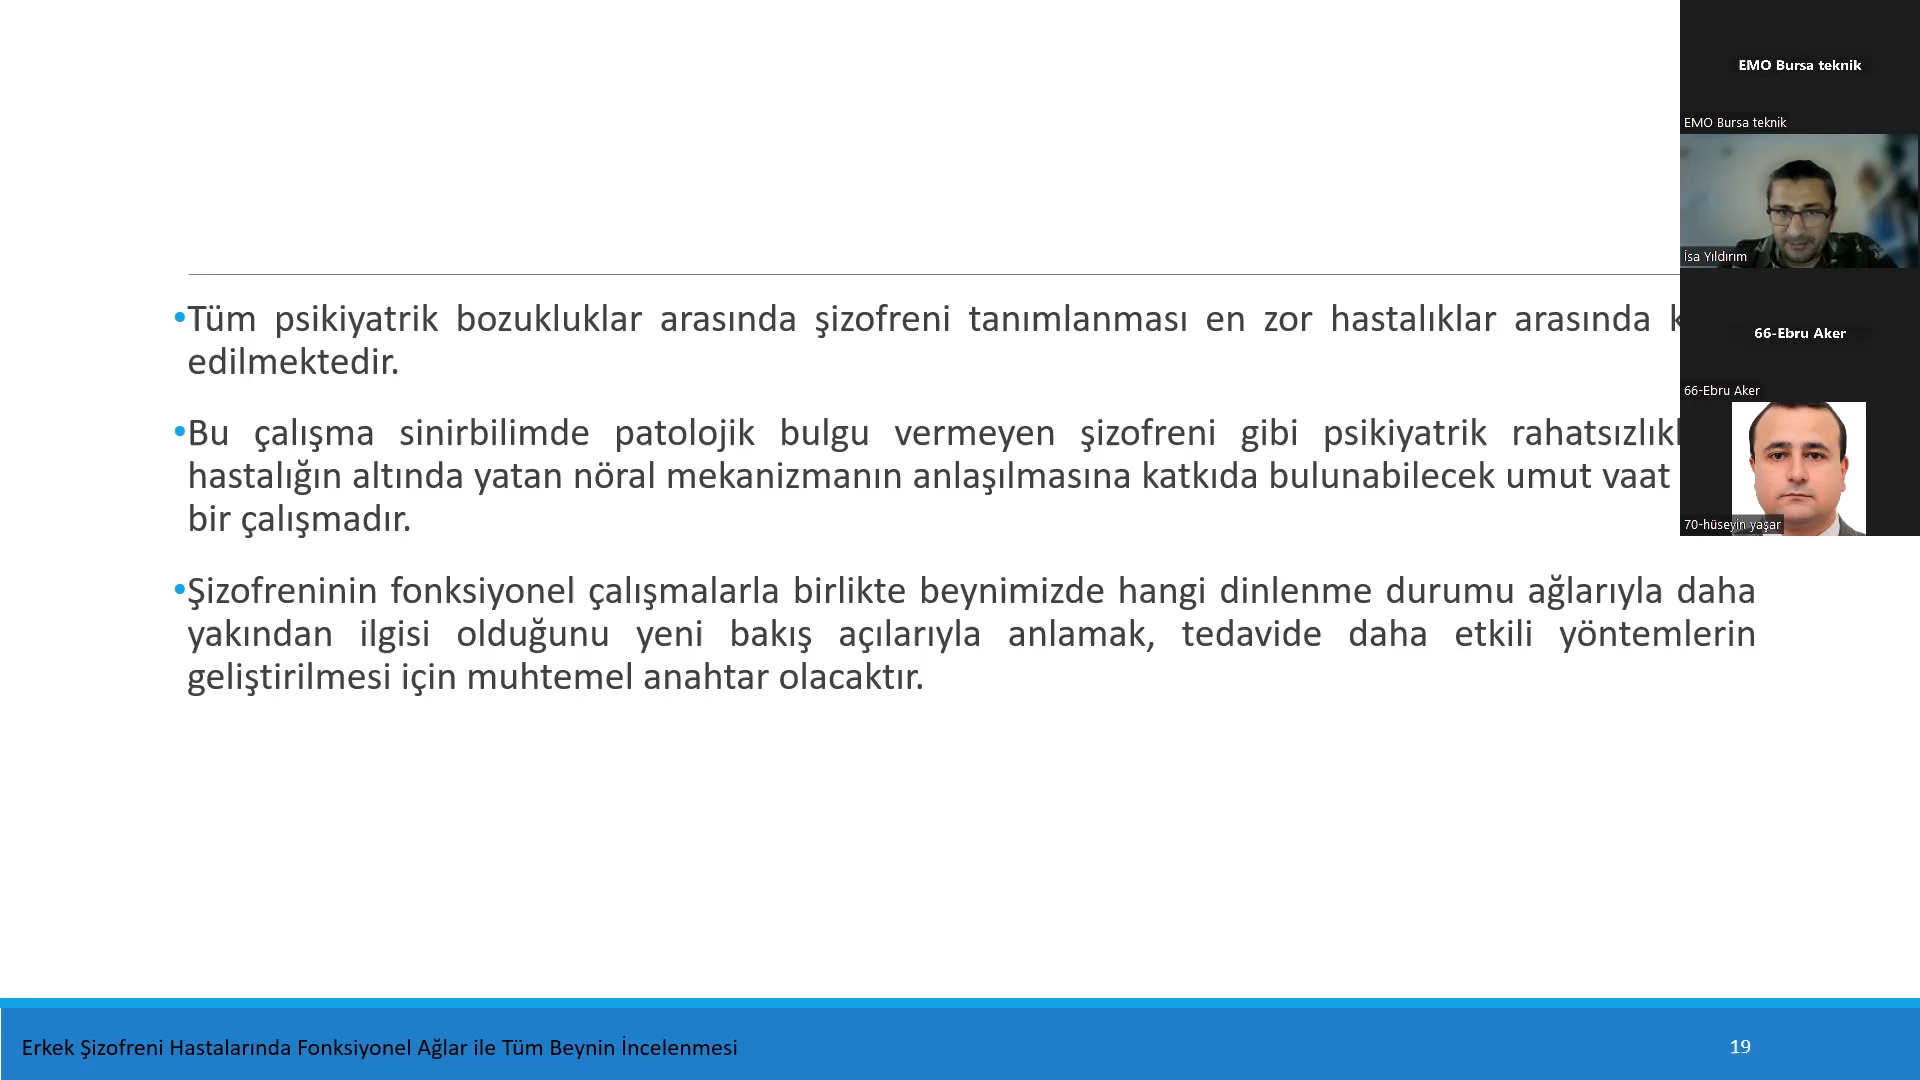 •Tüm psikiyatrik bozukluklar arasında şizofreni tanımlanması en zor hastalıklar arasında
edilmektedir.
•Bu çalışma sinirbilimde patolojik bulgu vermeyen şizofreni gibi psikiyatrik
hastalığın altında yatan nöral mekanizmanın anlaşılmasına katkıda bulunabilecek umut vaat
bir çalışmadır.
•Şizofreninin fonksiyonel çalışmalarla birlikte beynimizde hangi dinlenme durumu ağlarıyla daha
yakından ilgisi olduğunu yeni bakış açılarıyla anlamak, tedavide daha etkili yöntemlerin
geliştirilmesi için muhtemel anahtar olacaktır.
Erkek Şizofreni Hastalarında Fonksiyonel Ağlar ile Tüm Beynin İncelenmesi
19
EMO Bursa teknik
EMO Bursa teknik
İsa Yıldırım
66-Ebru Aker
66-Ebru Aker
70-hüseyin yaşar